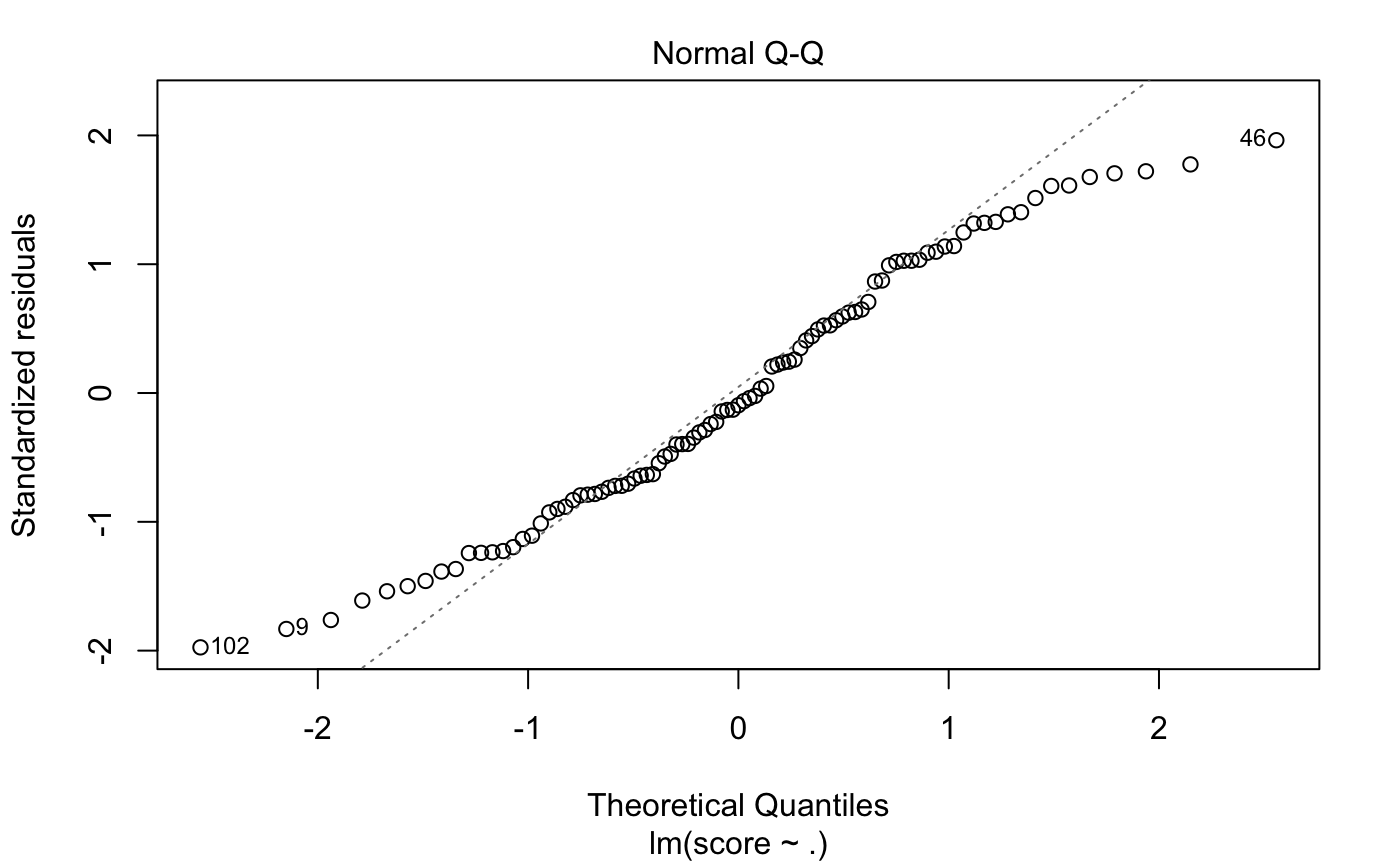 Normal Q-Q
Standardized residuals
2
1
0
-1
-2
46
9
102
-2 -1 0 1 2
Theoretical Quantiles
lm(score ~ .)